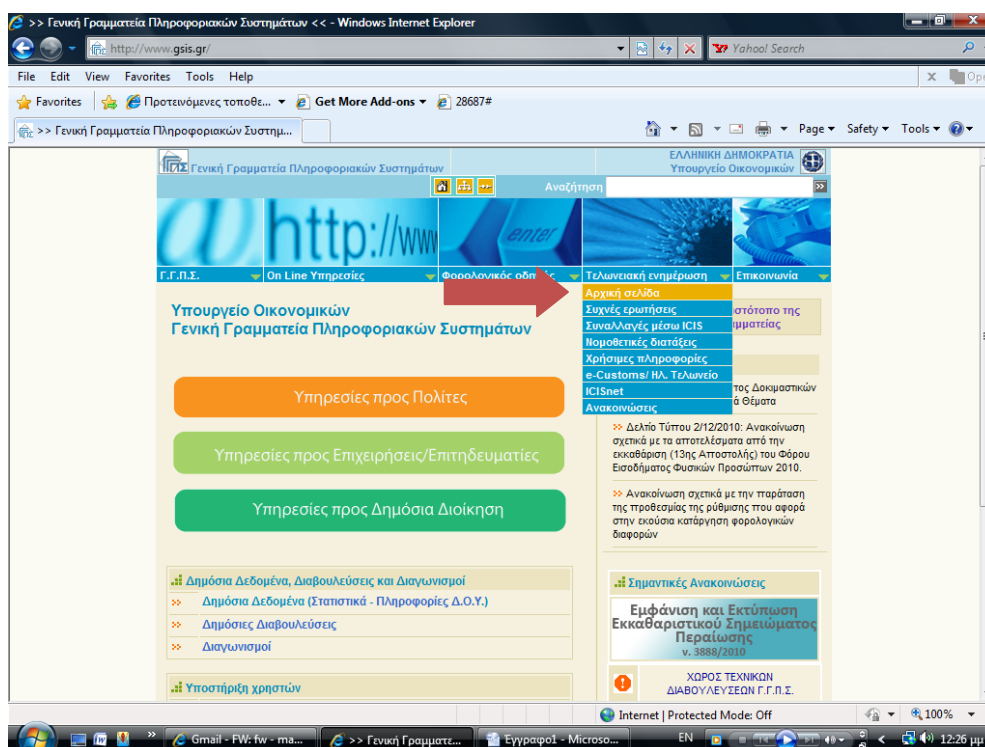 >> Γενική Γραμματεία Πληροφοριακών Συστημάτων << - Windows Internet Explorer
http://www.gsis.gr/
Yahoo! Search
File Edit View Favorites Tools Help
x
Favorites Προτεινόμενες τοποθε... Get More Add-ons 28687#
>> Γενική Γραμματεία Πληροφοριακών Συστημ...
Page Safety Tools
ΓΓΠΣ Γενική Γραμματεία Πληροφοριακών Συστημάτων
ΕΛΛΗΝΙΚΗ ΔΗΜΟΚΡΑΤΙΑ
Υπουργείο Οικονομικών
Αναζήτηση
@ http://www enter
Γ.Γ.Π.Σ. On Line Υπηρεσίες Φορολογικός οδηγός Τελωνειακή ενημέρωση Επικοινωνία
Αρχική σελίδα
Συχνές ερωτήσεις
Συναλλαγές μέσω ICIS
Νομοθετικές διατάξεις
Χρήσιμες πληροφορίες
e-Customs/ Ηλ. Τελωνείο
ICISnet
Ανακοινώσεις
Υπουργείο Οικονομικών
Γενική Γραμματεία Πληροφοριακών Συστημάτων
Υπηρεσίες προς Πολίτες
Υπηρεσίες προς Επιχειρήσεις/Επιτηδευματίες
Υπηρεσίες προς Δημόσια Διοίκηση
στότοπο της
αμματείας
τος Δοκιμαστικών
ά Θέματα
>> Δελτίο Τύπου 2/12/2010: Ανακοίνωση
σχετικά με τα αποτελέσματα από την
εκκαθάριση (13ης Αποστολής) του Φόρου
Εισοδήματος Φυσικών Προσώπων 2010.
>> Ανακοίνωση σχετικά με την παράταση
της προθεσμίας της ρύθμισης που αφορά
στην εκούσια κατάργηση φορολογικών
διαφορών
Δημόσια Δεδομένα, Διαβουλεύσεις και Διαγωνισμοί
>> Δημόσια Δεδομένα (Στατιστικά - Πληροφορίες Δ.Ο.Υ.)
>> Δημόσιες Διαβουλεύσεις
>> Διαγωνισμοί
Υποστήριξη χρηστών
Σημαντικές Ανακοινώσεις
Εμφάνιση και Εκτύπωση
Εκκαθαριστικού Σημειώματος
Περαίωσης
ν. 3888/2010
ΧΩΡΟΣ ΤΕΧΝΙΚΩΝ
ΔΙΑΒΟΥΛΕΥΣΕΩΝ Γ.Γ.Π.Σ.
Internet | Protected Mode: Off 100%
Gmail - FW: fw - ma... >> Γενική Γραμματε... Έγγραφο1 - Microso... EN 12:26 μμ